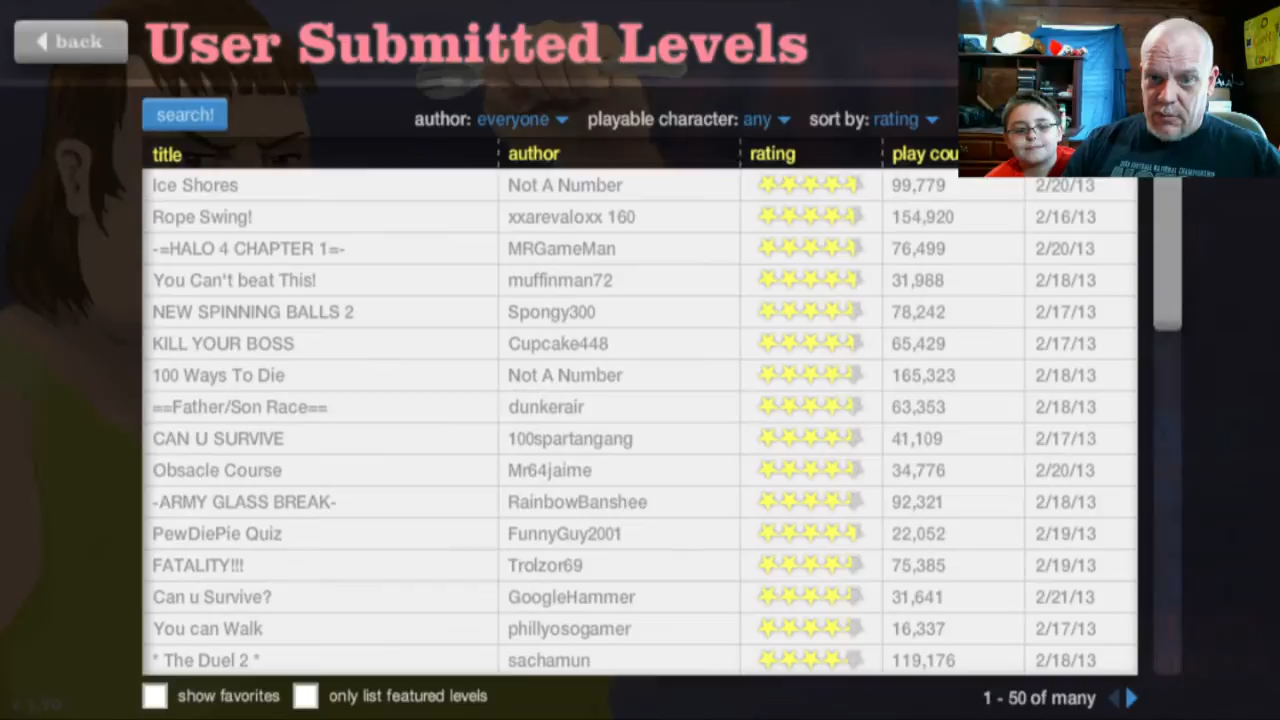 back
User Submitted Levels
search!
author: everyone playable character: any sort by: rating
title author rating play cou
Ice Shores Not A Number 99,779 2/20/13
Rope Swing! xxarevaloxx 160 154,920 2/16/13
-=HALO 4 CHAPTER 1=- MRGameMan 76,499 2/20/13
You Can't beat This! muffinman72 31,988 2/18/13
NEW SPINNING BALLS 2 Spongy300 78,242 2/17/13
KILL YOUR BOSS Cupcake448 65,429 2/17/13
100 Ways To Die Not A Number 165,323 2/18/13
==Father/Son Race== dunkerair 63,353 2/18/13
CAN U SURVIVE 100spartangang 41,109 2/17/13
Obsacle Course Mr64jaime 34,776 2/20/13
-ARMY GLASS BREAK- RainbowBanshee 92,321 2/18/13
PewDiePie Quiz FunnyGuy2001 22,052 2/19/13
FATALITY!!! Trolzor69 75,385 2/19/13
Can u Survive? GoogleHammer 31,641 2/21/13
You can Walk phillyosogamer 16,337 2/17/13
* The Duel 2 * sachamun 119,176 2/18/13
show favorites only list featured levels 1 - 50 of many